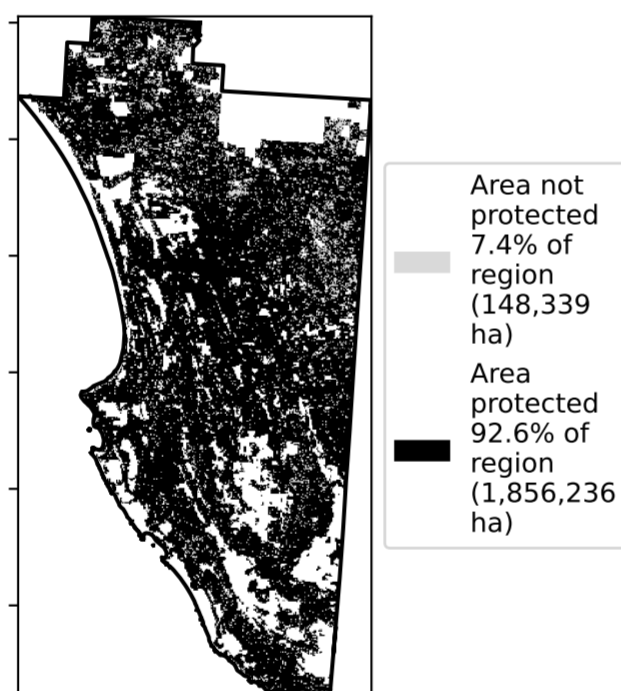 Area not
protected
7.4% of
region
(148,339
ha)
Area
protected
92.6% of
region
(1,856,236
ha)